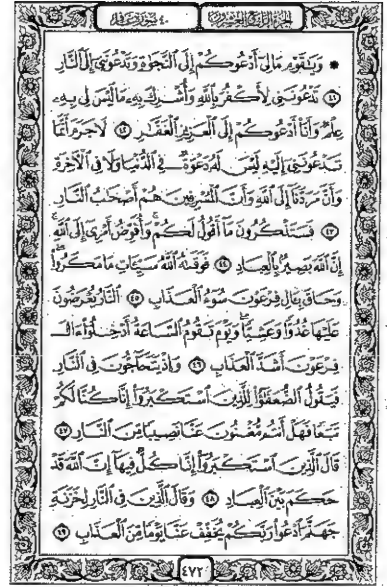 الجزء الرابع والعشرون ٤٠ سورة غافر
۞ وَيَٰقَوْمِ مَا لِىٓ أَدْعُوكُمْ إِلَى ٱلنَّجَوٰةِ وَتَدْعُونَنِىٓ إِلَى ٱلنَّارِ
٤١ تَدْعُونَنِى لِأَكْفُرَ بِٱللَّهِ وَأُشْرِكَ بِهِۦ مَا لَيْسَ لِى بِهِۦ
عِلْمٌ وَأَنَا۠ أَدْعُوكُمْ إِلَى ٱلْعَزِيزِ ٱلْغَفَّٰرِ ٤٢ لَا جَرَمَ أَنَّمَا
تَدْعُونَنِىٓ إِلَيْهِ لَيْسَ لَهُۥ دَعْوَةٌ فِى ٱلدُّنْيَا وَلَا فِى ٱلْأٓخِرَةِ
وَأَنَّ مَرَدَّنَآ إِلَى ٱللَّهِ وَأَنَّ ٱلْمُسْرِفِينَ هُمْ أَصْحَٰبُ ٱلنَّارِ
٤٣ فَسَتَذْكُرُونَ مَآ أَقُولُ لَكُمْ وَأُفَوِّضُ أَمْرِىٓ إِلَى ٱللَّهِ
إِنَّ ٱللَّهَ بَصِيرٌۢ بِٱلْعِبَادِ ٤٤ فَوَقَىٰهُ ٱللَّهُ سَيِّـَٔاتِ مَا مَكَرُوا۟
وَحَاقَ بِـَٔالِ فِرْعَوْنَ سُوٓءُ ٱلْعَذَابِ ٤٥ ٱلنَّارُ يُعْرَضُونَ
عَلَيْهَا غُدُوًّا وَعَشِيًّا وَيَوْمَ تَقُومُ ٱلسَّاعَةُ أَدْخِلُوٓا۟ ءَالَ
فِرْعَوْنَ أَشَدَّ ٱلْعَذَابِ ٤٦ وَإِذْ يَتَحَآجُّونَ فِى ٱلنَّارِ
فَيَقُولُ ٱلضُّعَفَٰٓؤُا۟ لِلَّذِينَ ٱسْتَكْبَرُوٓا۟ إِنَّا كُنَّا لَكُمْ
تَبَعًا فَهَلْ أَنتُم مُّغْنُونَ عَنَّا نَصِيبًا مِّنَ ٱلنَّارِ ٤٧
قَالَ ٱلَّذِينَ ٱسْتَكْبَرُوٓا۟ إِنَّا كُلٌّ فِيهَآ إِنَّ ٱللَّهَ قَدْ
حَكَمَ بَيْنَ ٱلْعِبَادِ ٤٨ وَقَالَ ٱلَّذِينَ فِى ٱلنَّارِ لِخَزَنَةِ
جَهَنَّمَ ٱدْعُوا۟ رَبَّكُمْ يُخَفِّفْ عَنَّا يَوْمًا مِّنَ ٱلْعَذَابِ ٤٩
٤٧٢